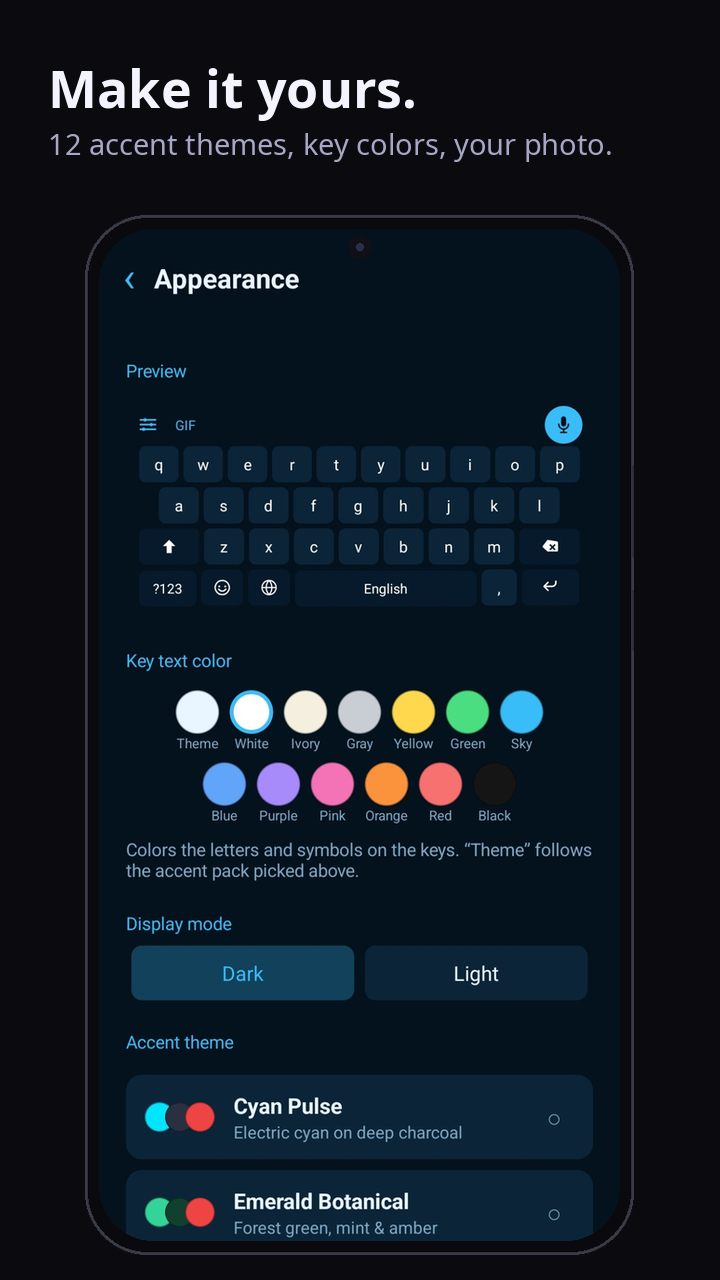 Make it yours.
12 accent themes, key colors, your photo.
Appearance
Preview
GIF
q w e r t y u i o p
a s d f g h j k l
z x c v b n m
?123 English ,
Key text color
Theme White Ivory Gray Yellow Green Sky
Blue Purple Pink Orange Red Black
Colors the letters and symbols on the keys. “Theme” follows
the accent pack picked above.
Display mode
Dark Light
Accent theme
Cyan Pulse
Electric cyan on deep charcoal
Emerald Botanical
Forest green, mint & amber